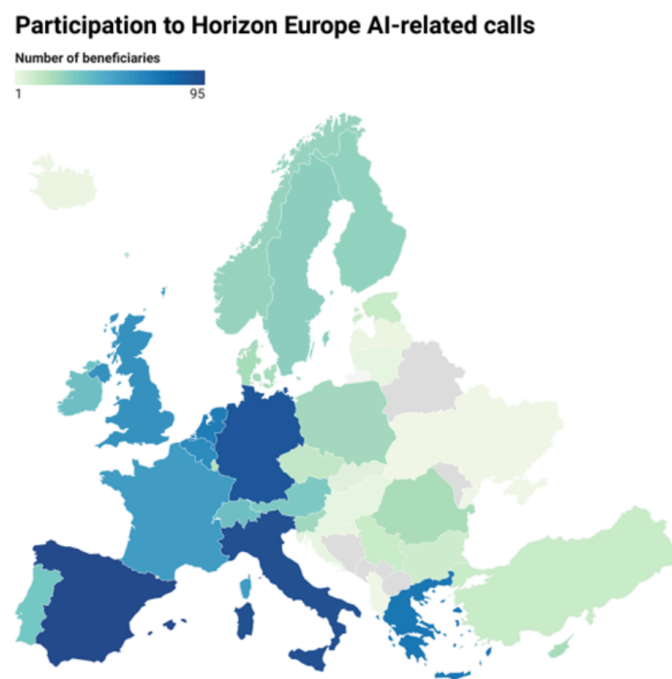 Participation to Horizon Europe AI-related calls
Number of beneficiaries
1 95